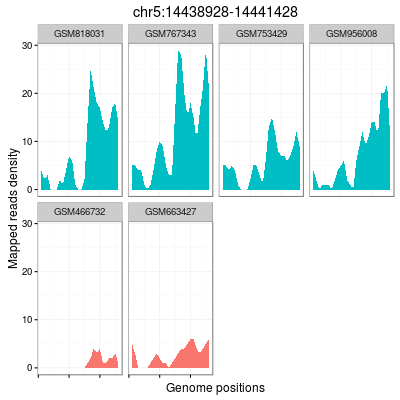 chr5:14438928-14441428
GSM818031 GSM767343 GSM753429 GSM956008
30
20
10
0
GSM466732 GSM663427
30
20
10
0
Mapped reads density
Genome positions